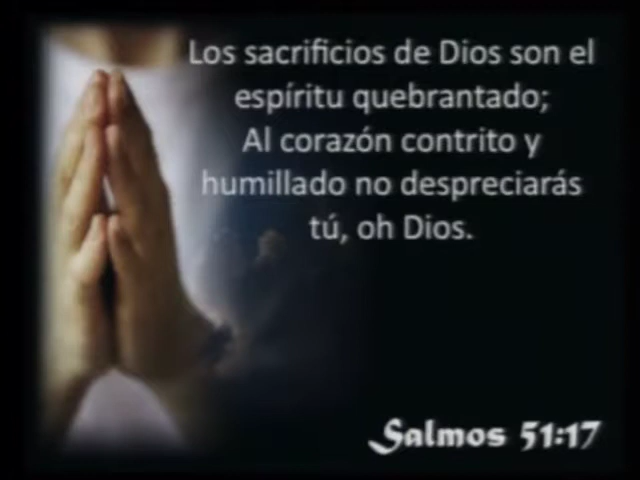 Los sacrificios de Dios son el
espíritu quebrantado;
Al corazón contrito y
humillado no despreciarás
tú, oh Dios.
Salmos 51:17